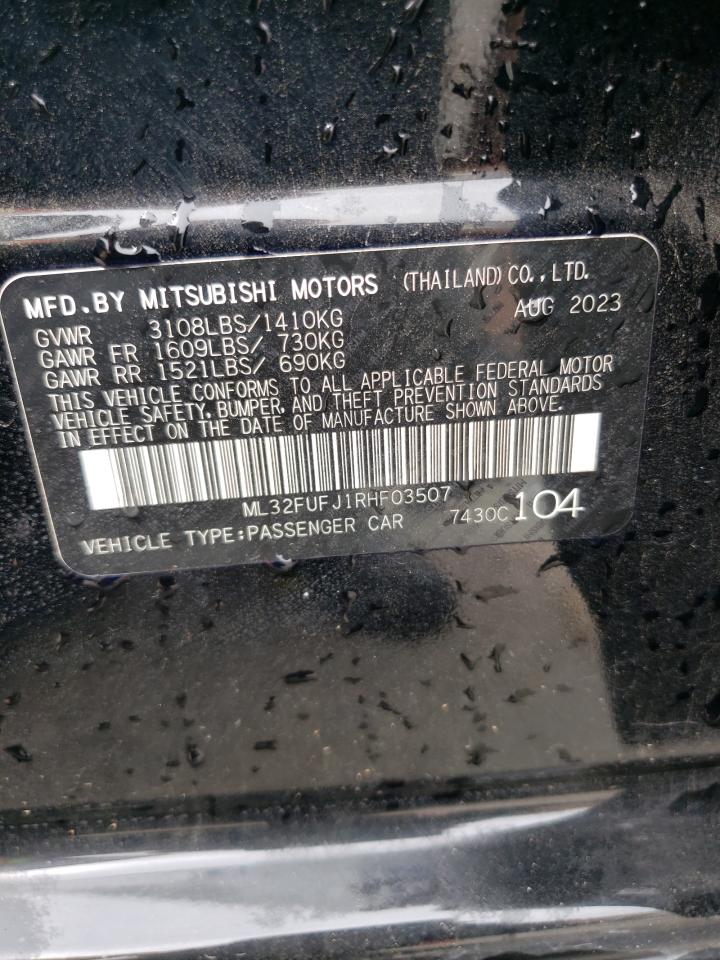 MFD.BY MITSUBISHI MOTORS (THAILAND)CO.,LTD.
GVWR 3108LBS/1410KG AUG 2023
GAWR FR 1609LBS/ 730KG
GAWR RR 1521LBS/ 690KG
THIS VEHICLE CONFORMS TO ALL APPLICABLE FEDERAL MOTOR
VEHICLE SAFETY, BUMPER, AND THEFT PREVENTION STANDARDS
IN EFFECT ON THE DATE OF MANUFACTURE SHOWN ABOVE.
ML32FUFJ1RHF03507
VEHICLE TYPE:PASSENGER CAR 7430C104